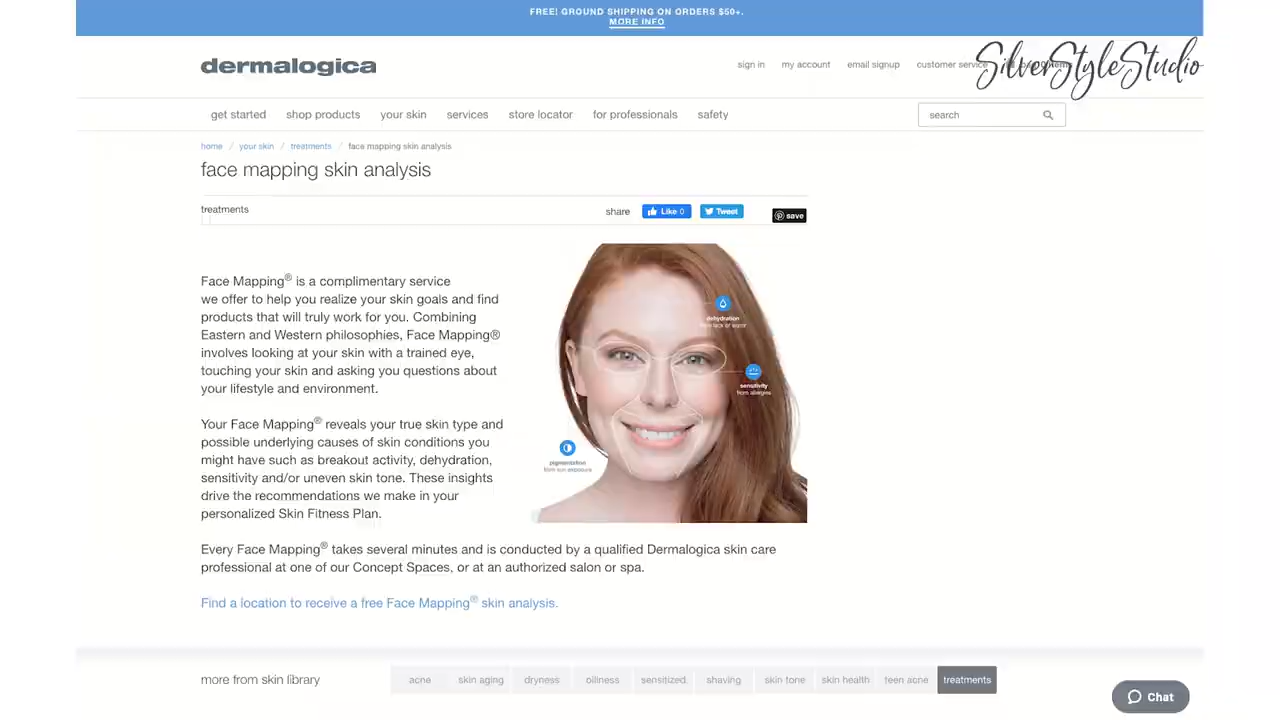 FREE! GROUND SHIPPING ON ORDERS $50+.
MORE INFO
dermalogica
sign in my account email signup customer service
SilverStyleStudio
get started shop products your skin services store locator for professionals safety search
home / your skin / treatments / face mapping skin analysis
face mapping skin analysis
treatments share Like 0 Tweet save
Face Mapping® is a complimentary service
we offer to help you realize your skin goals and find
products that will truly work for you. Combining
Eastern and Western philosophies, Face Mapping®
involves looking at your skin with a trained eye,
touching your skin and asking you questions about
your lifestyle and environment.
Your Face Mapping® reveals your true skin type and
possible underlying causes of skin conditions you
might have such as breakout activity, dehydration,
sensitivity and/or uneven skin tone. These insights
drive the recommendations we make in your
personalized Skin Fitness Plan.
dehydration
from lack of water
sensitivity
from allergies
pigmentation
from sun exposure
Every Face Mapping® takes several minutes and is conducted by a qualified Dermalogica skin care
professional at one of our Concept Spaces, or at an authorized salon or spa.
Find a location to receive a free Face Mapping® skin analysis.
more from skin library acne skin aging dryness oiliness sensitized shaving skin tone skin health teen acne treatments
Chat